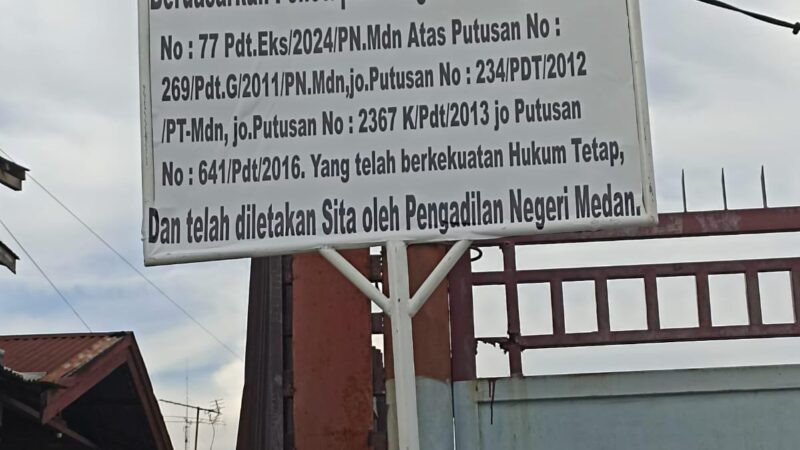 Berdasarkan
No : 77 Pdt.Eks/2024/PN.Mdn Atas Putusan No :
269/Pdt.G/2011/PN.Mdn,jo.Putusan No : 234/PDT/2012
/PT-Mdn, jo.Putusan No : 2367 K/Pdt/2013 jo Putusan
No : 641/Pdt/2016. Yang telah berkekuatan Hukum Tetap,
Dan telah diletakan Sita oleh Pengadilan Negeri Medan.